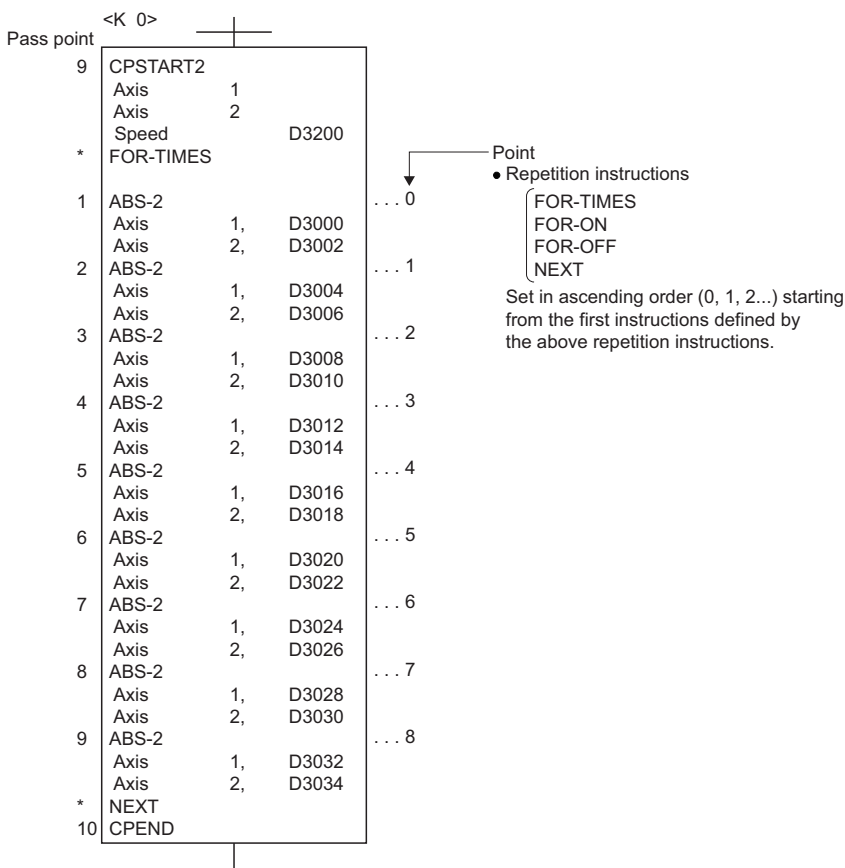 <K 0>
Pass point
9 CPSTART2
Axis 1
Axis 2
Speed D3200
* FOR-TIMES
1 ABS-2 ...0
Axis 1, D3000
Axis 2, D3002
2 ABS-2 ...1
Axis 1, D3004
Axis 2, D3006
3 ABS-2 ...2
Axis 1, D3008
Axis 2, D3010
4 ABS-2 ...3
Axis 1, D3012
Axis 2, D3014
5 ABS-2 ...4
Axis 1, D3016
Axis 2, D3018
6 ABS-2 ...5
Axis 1, D3020
Axis 2, D3022
7 ABS-2 ...6
Axis 1, D3024
Axis 2, D3026
8 ABS-2 ...7
Axis 1, D3028
Axis 2, D3030
9 ABS-2 ...8
Axis 1, D3032
Axis 2, D3034
* NEXT
10 CPEND
Point
• Repetition instructions
FOR-TIMES
FOR-ON
FOR-OFF
NEXT
Set in ascending order (0, 1, 2...) starting
from the first instructions defined by
the above repetition instructions.